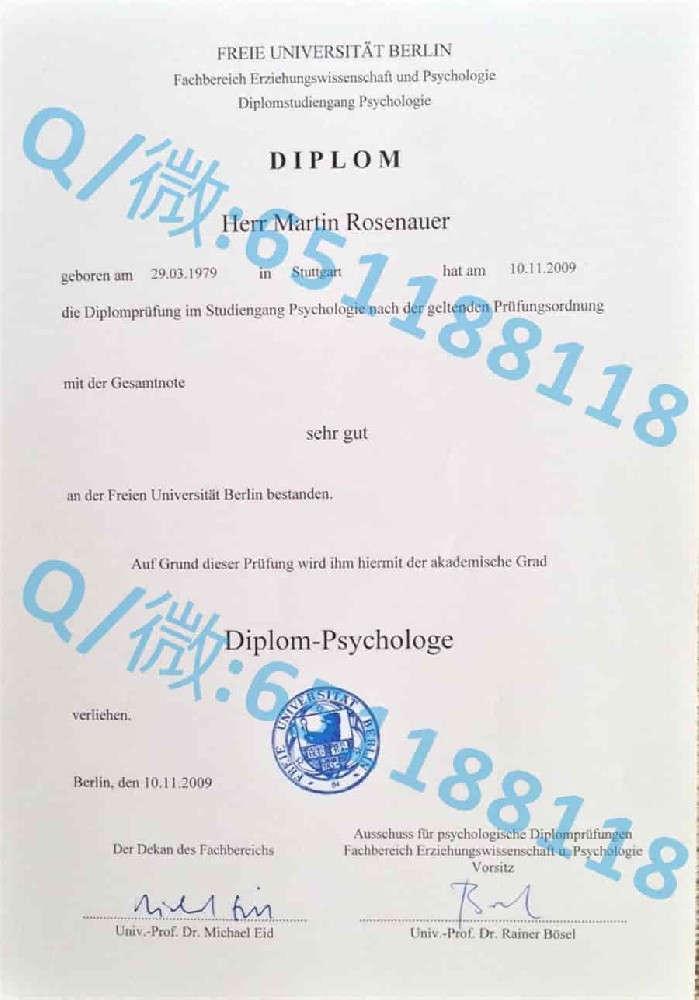 FREIE UNIVERSITÄT BERLIN
Fachbereich Erziehungswissenschaft und Psychologie
Diplomstudiengang Psychologie
DIPLOM
Herr Martin Rosenauer
geboren am 29.03.1979 in Stuttgart hat am 10.11.2009
die Diplomprüfung im Studiengang Psychologie nach der geltenden Prüfungsordnung
mit der Gesamtnote
sehr gut
an der Freien Universität Berlin bestanden.
Auf Grund dieser Prüfung wird ihm hiermit der akademische Grad
Diplom-Psychologe
verliehen.
FREIE UNIVERSITÄT BERLIN
Berlin, den 10.11.2009
Der Dekan des Fachbereichs
Ausschuss für psychologische Diplomprüfungen
Fachbereich Erziehungswissenschaft u. Psychologie
Vorsitz
Univ.-Prof. Dr. Michael Eid
Univ.-Prof. Dr. Rainer Bösel
Q/微:651188118
Q/微:651188118